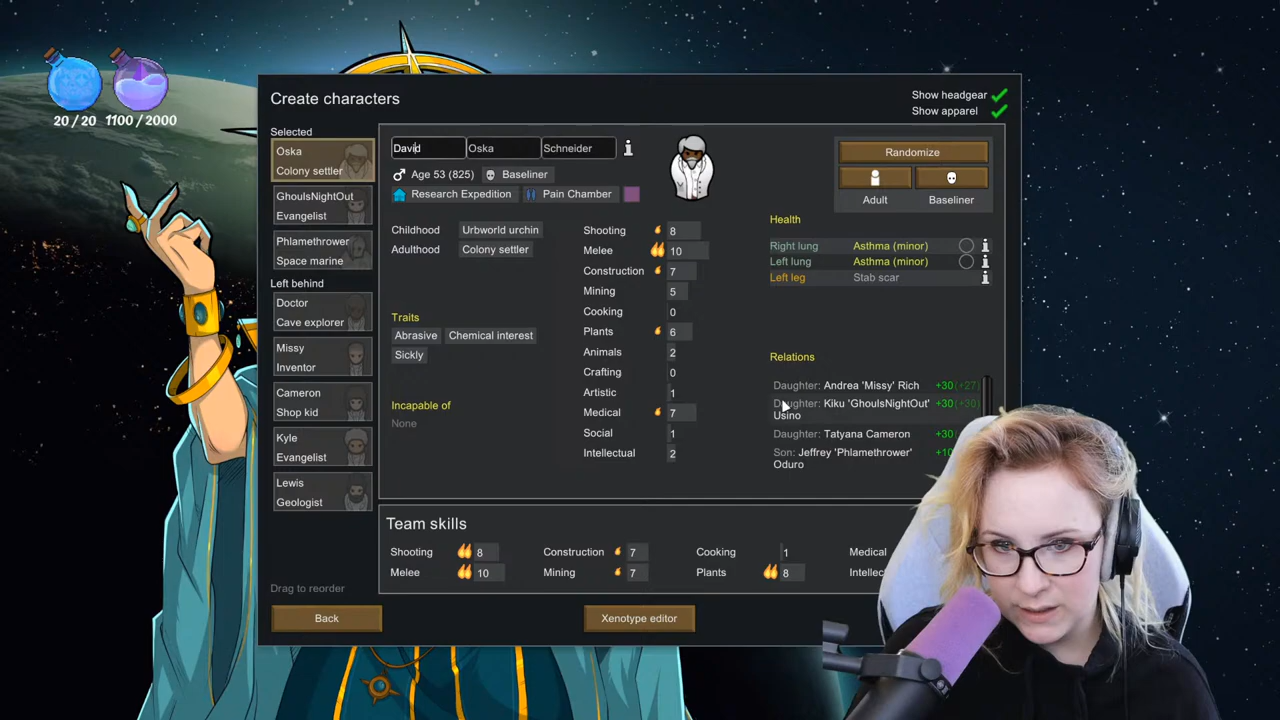 20 / 20
1100 / 2000
Create characters
Show headgear
Show apparel
Selected
Oska
Colony settler
GhoulsNightOut
Evangelist
Phlamethrower
Space marine
Left behind
Doctor
Cave explorer
Missy
Inventor
Cameron
Shop kid
Kyle
Evangelist
Lewis
Geologist
Drag to reorder
David
Oska
Schneider
Age 53 (825)
Baseliner
Research Expedition
Pain Chamber
Childhood
Urbworld urchin
Adulthood
Colony settler
Traits
Abrasive
Chemical interest
Sickly
Incapable of
None
Shooting 8
Melee 10
Construction 7
Mining 5
Cooking 0
Plants 6
Animals 2
Crafting 0
Artistic 1
Medical 7
Social 1
Intellectual 2
Randomize
Adult
Baseliner
Health
Right lung Asthma (minor)
Left lung Asthma (minor)
Left leg Stab scar
Relations
Daughter: Andrea 'Missy' Rich +30 (+27)
Daughter: Kiku 'GhoulsNightOut' +30 (+30)
Usino
Daughter: Tatyana Cameron +30
Son: Jeffrey 'Phlamethrower' +10
Oduro
Team skills
Shooting 8 Construction 7 Cooking 1 Medical
Melee 10 Mining 7 Plants 8 Intellec
Back
Xenotype editor